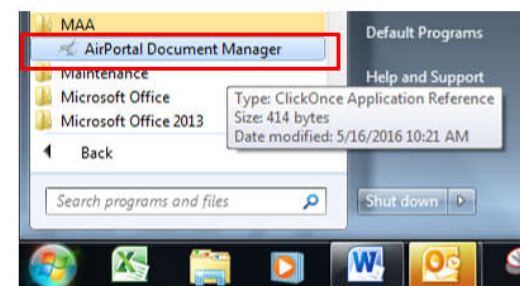 MAA
AirPortal Document Manager
Maintenance
Microsoft Office
Microsoft Office 2013
Back
Search programs and files
Default Programs
Help and Support
Type: ClickOnce Application Reference
Size: 414 bytes
Date modified: 5/16/2016 10:21 AM
Shut down